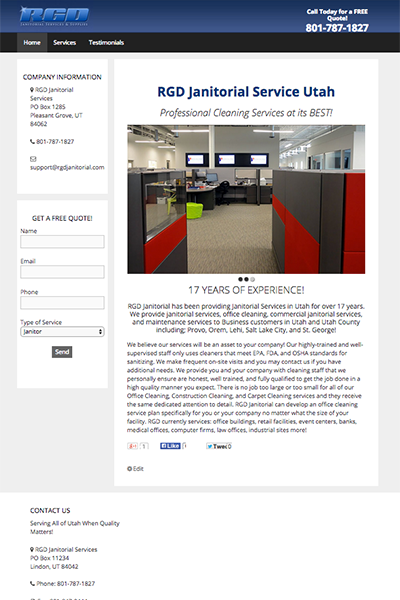 RGD
Call Today for a FREE
Quote!
801-787-1827
Home Services Testimonials
COMPANY INFORMATION
RGD Janitorial
Services
PO Box 1285
Pleasant Grove, UT
84062
801-787-1827
support@rgdjanitorial.com
GET A FREE QUOTE!
Name
Email
Phone
Type of Service
Janitor
Send
RGD Janitorial Service Utah
Professional Cleaning Services at its BEST!
17 YEARS OF EXPERIENCE!
RGD Janitorial has been providing Janitorial Services in Utah for over 17 years.
We provide janitorial services, office cleaning, commercial janitorial services,
and maintenance services to Business customers in Utah and Utah County
including; Provo, Orem, Lehi, Salt Lake City, and St. George!
We believe our services will be an asset to your company! Our highly-trained and well-
supervised staff only uses cleaners that meet EPA, FDA, and OSHA standards for
sanitizing. We make frequent on-site visits and you may contact us if you have
additional needs. We provide you and your company with cleaning staff that we
personally ensure are honest, well trained, and fully qualified to get the job done in a
high quality manner you expect. There is no job too large or too small for all of our
Office Cleaning, Construction Cleaning, and Carpet Cleaning services and they receive
the same dedicated attention to detail. RGD Janitorial can develop an office cleaning
service plan specifically for you or your company no matter what the size of your
facility. RGD currently services: office buildings, retail facilities, event centers, banks,
medical offices, computer firms, law offices, industrial sites more!
Like
Tweet
Edit
CONTACT US
Serving All of Utah When Quality
Matters!
RGD Janitorial Services
PO Box 11234
Lindon, UT 84042
Phone: 801-787-1827